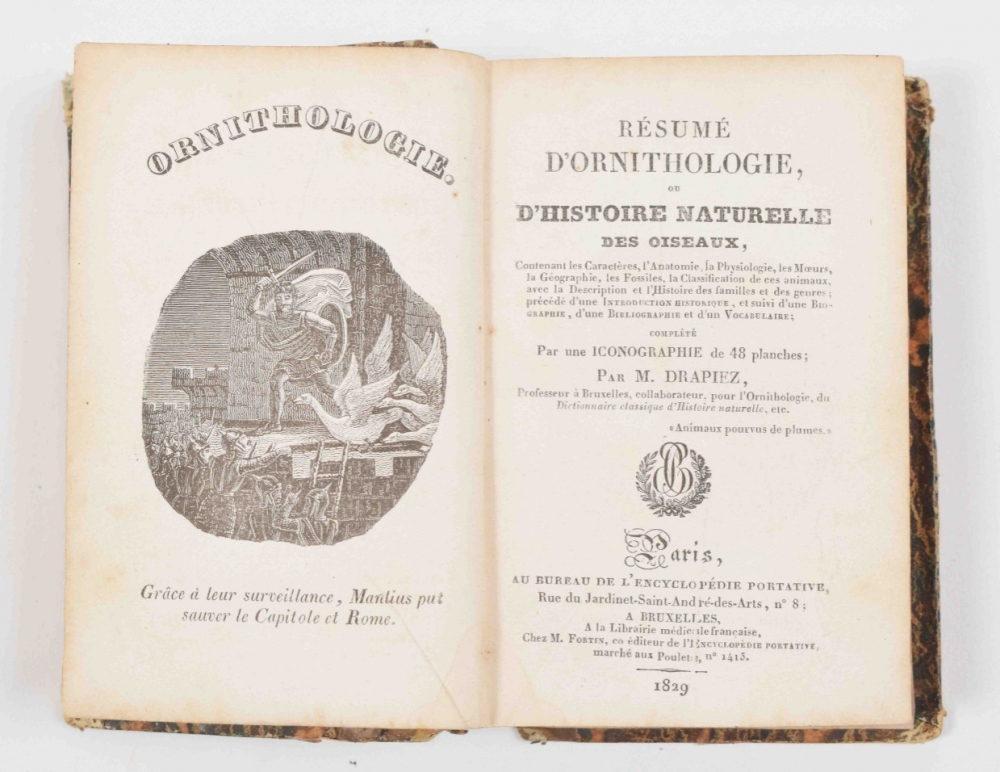 ORNITHOLOGIE.
Grâce à leur surveillance, Manlius put
sauver le Capitole et Rome.
RÉSUMÉ
D'ORNITHOLOGIE,
OU
D'HISTOIRE NATURELLE
DES OISEAUX,
Contenant les Caractères, l'Anatomie, la Physiologie, les Mœurs,
la Géographie, les Fossiles, la Classification de ces animaux,
avec la Description et l'Histoire des familles et des genres;
précédé d'une INTRODUCTION HISTORIQUE, et suivi d'une BIO-
GRAPHIE, d'une BIBLIOGRAPHIE et d'un VOCABULAIRE;
COMPLÉTÉ
Par une ICONOGRAPHIE de 48 planches;
PAR M. DRAPIEZ,
Professeur à Bruxelles, collaborateur, pour l'Ornithologie, du
Dictionnaire classique d'Histoire naturelle, etc.
«Animaux pourvus de plumes.»
Paris,
AU BUREAU DE L'ENCYCLOPÉDIE PORTATIVE,
Rue du Jardinet-Saint-André-des-Arts, n° 8;
A BRUXELLES,
A la Librairie médicale française,
Chez M. FORTIN, co éditeur de l'ENCYCLOPÉDIE PORTATIVE,
marché aux Poulets, n° 1413.
1829